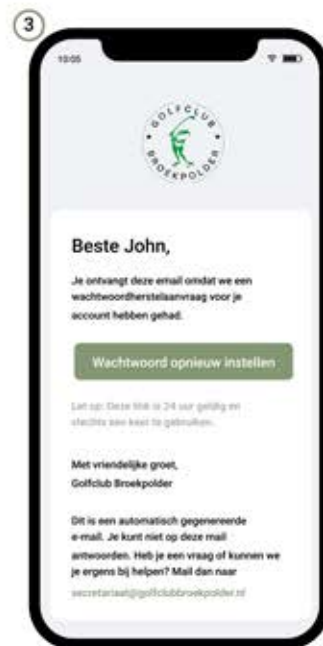 3
10:05
GOLFCLUB
BROEKPOLDER
Beste John,
Je ontvangt deze email omdat we een
wachtwoordherstelaanvraag voor je
account hebben gehad.
Wachtwoord opnieuw instellen
Let op: Deze link is 24 uur geldig en
slechts een keer te gebruiken.
Met vriendelijke groet,
Golfclub Broekpolder
Dit is een automatisch gegenereerde
e-mail. Je kunt niet op deze mail
antwoorden. Heb je een vraag of kunnen we
je ergens bij helpen? Mail dan naar
secretariaat@golfclubbroekpolder.nl